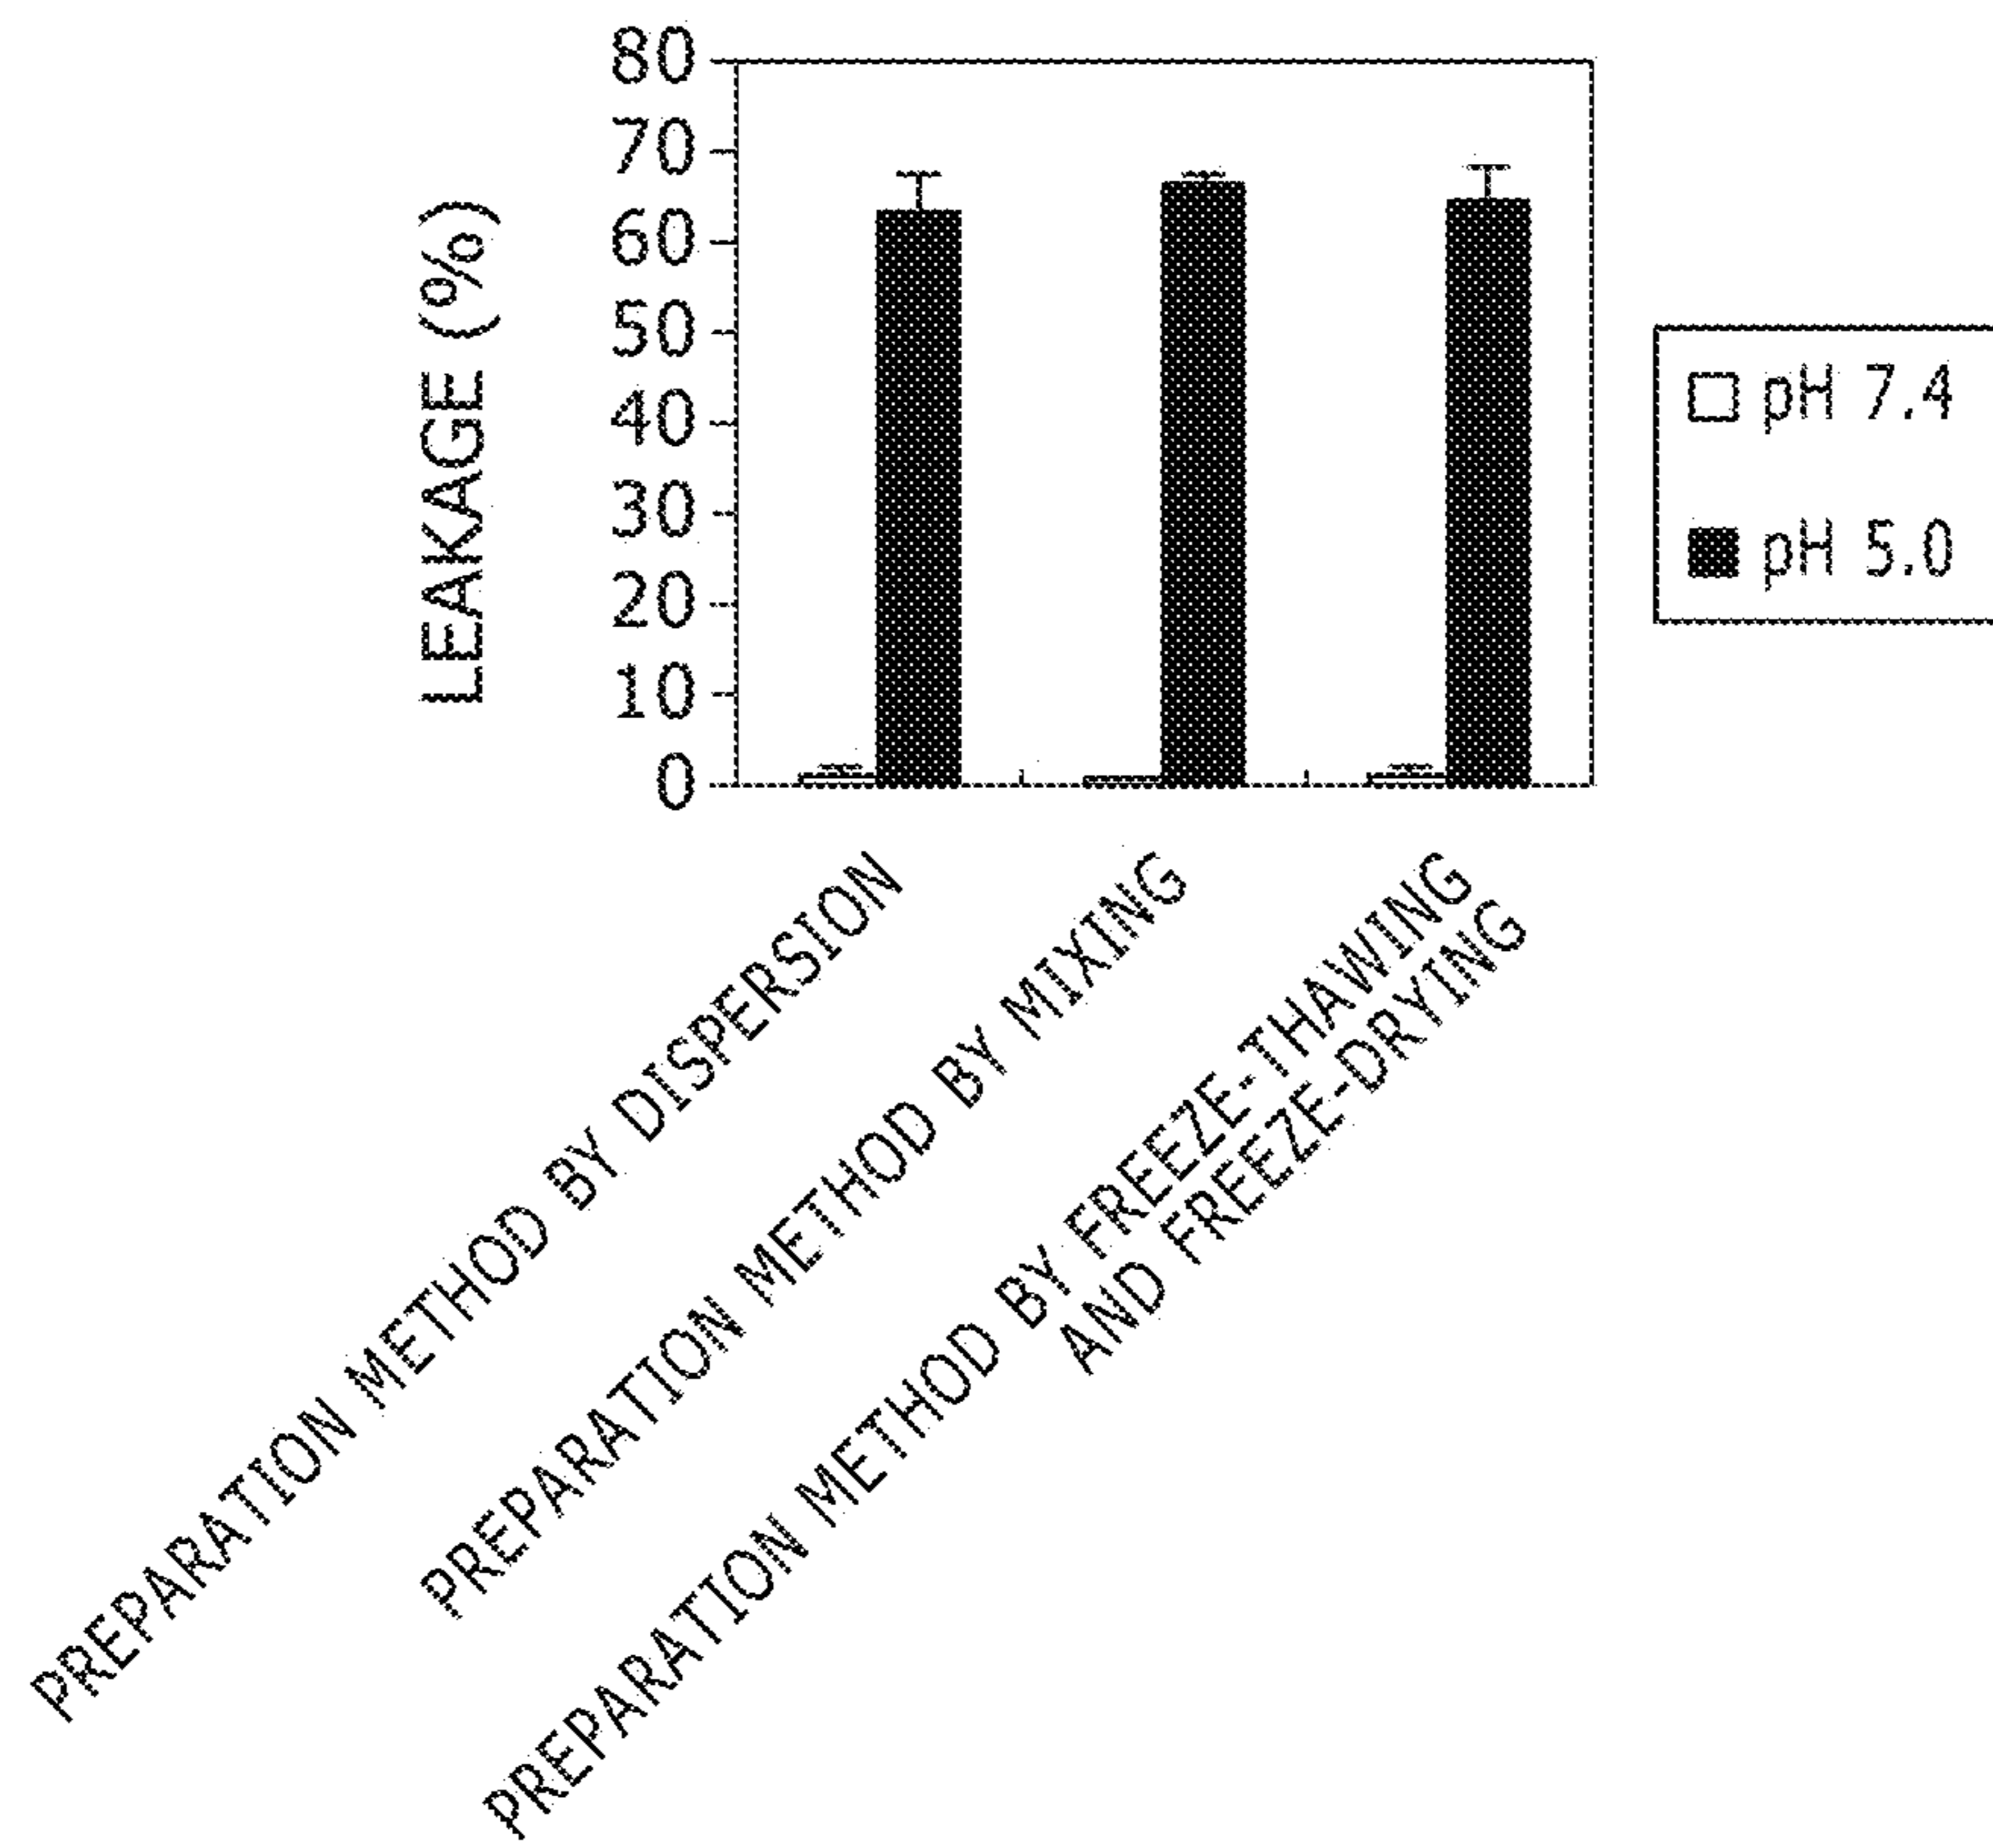 80
70
60
50
40
30
20
10
0
LEAKAGE (%)
pH 7.4
pH 5.0
PREPARATION METHOD BY DISPERSION
PREPARATION METHOD BY MIXING
PREPARATION METHOD BY FREEZE-THAWING
AND FREEZE-DRYING